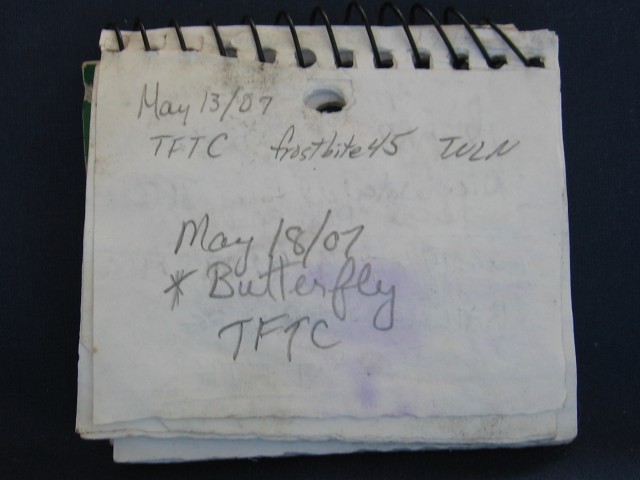 May 13/07
TFTC frostbite45 TNLN
May 18/07
* Butterfly
TFTC